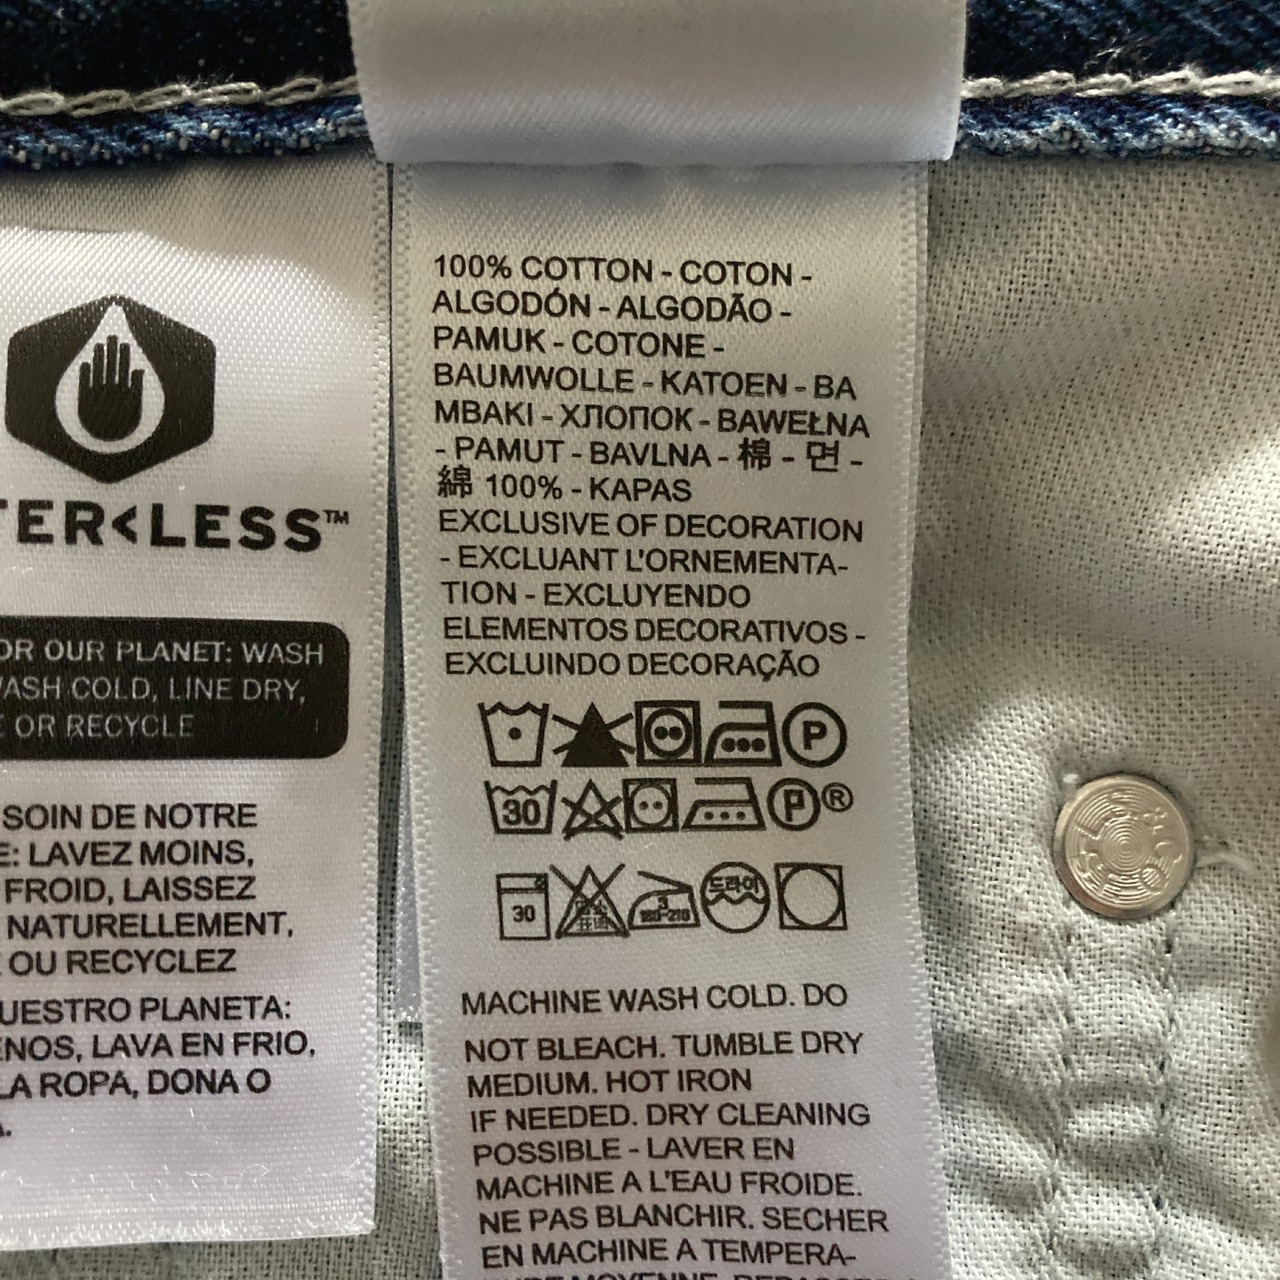 TER<LESS™
OR OUR PLANET: WASH
WASH COLD, LINE DRY,
OR RECYCLE
SOIN DE NOTRE
E: LAVEZ MOINS,
FROID, LAISSEZ
NATURELLEMENT,
OU RECYCLEZ
UESTRO PLANETA:
ENOS, LAVA EN FRIO,
LA ROPA, DONA O
A.
100% COTTON - COTON -
ALGODÓN - ALGODÃO -
PAMUK - COTONE -
BAUMWOLLE - KATOEN - BA
MBAKI - ХЛОПОК - BAWEŁNA
- PAMUT - BAVLNA - 棉 - 면 -
綿 100% - KAPAS
EXCLUSIVE OF DECORATION
- EXCLUANT L'ORNEMENTA-
TION - EXCLUYENDO
ELEMENTOS DECORATIVOS -
EXCLUINDO DECORAÇÃO
P
30 P®
30 3 180-210 드라이
MACHINE WASH COLD. DO
NOT BLEACH. TUMBLE DRY
MEDIUM. HOT IRON
IF NEEDED. DRY CLEANING
POSSIBLE - LAVER EN
MACHINE A L'EAU FROIDE.
NE PAS BLANCHIR. SECHER
EN MACHINE A TEMPERA-